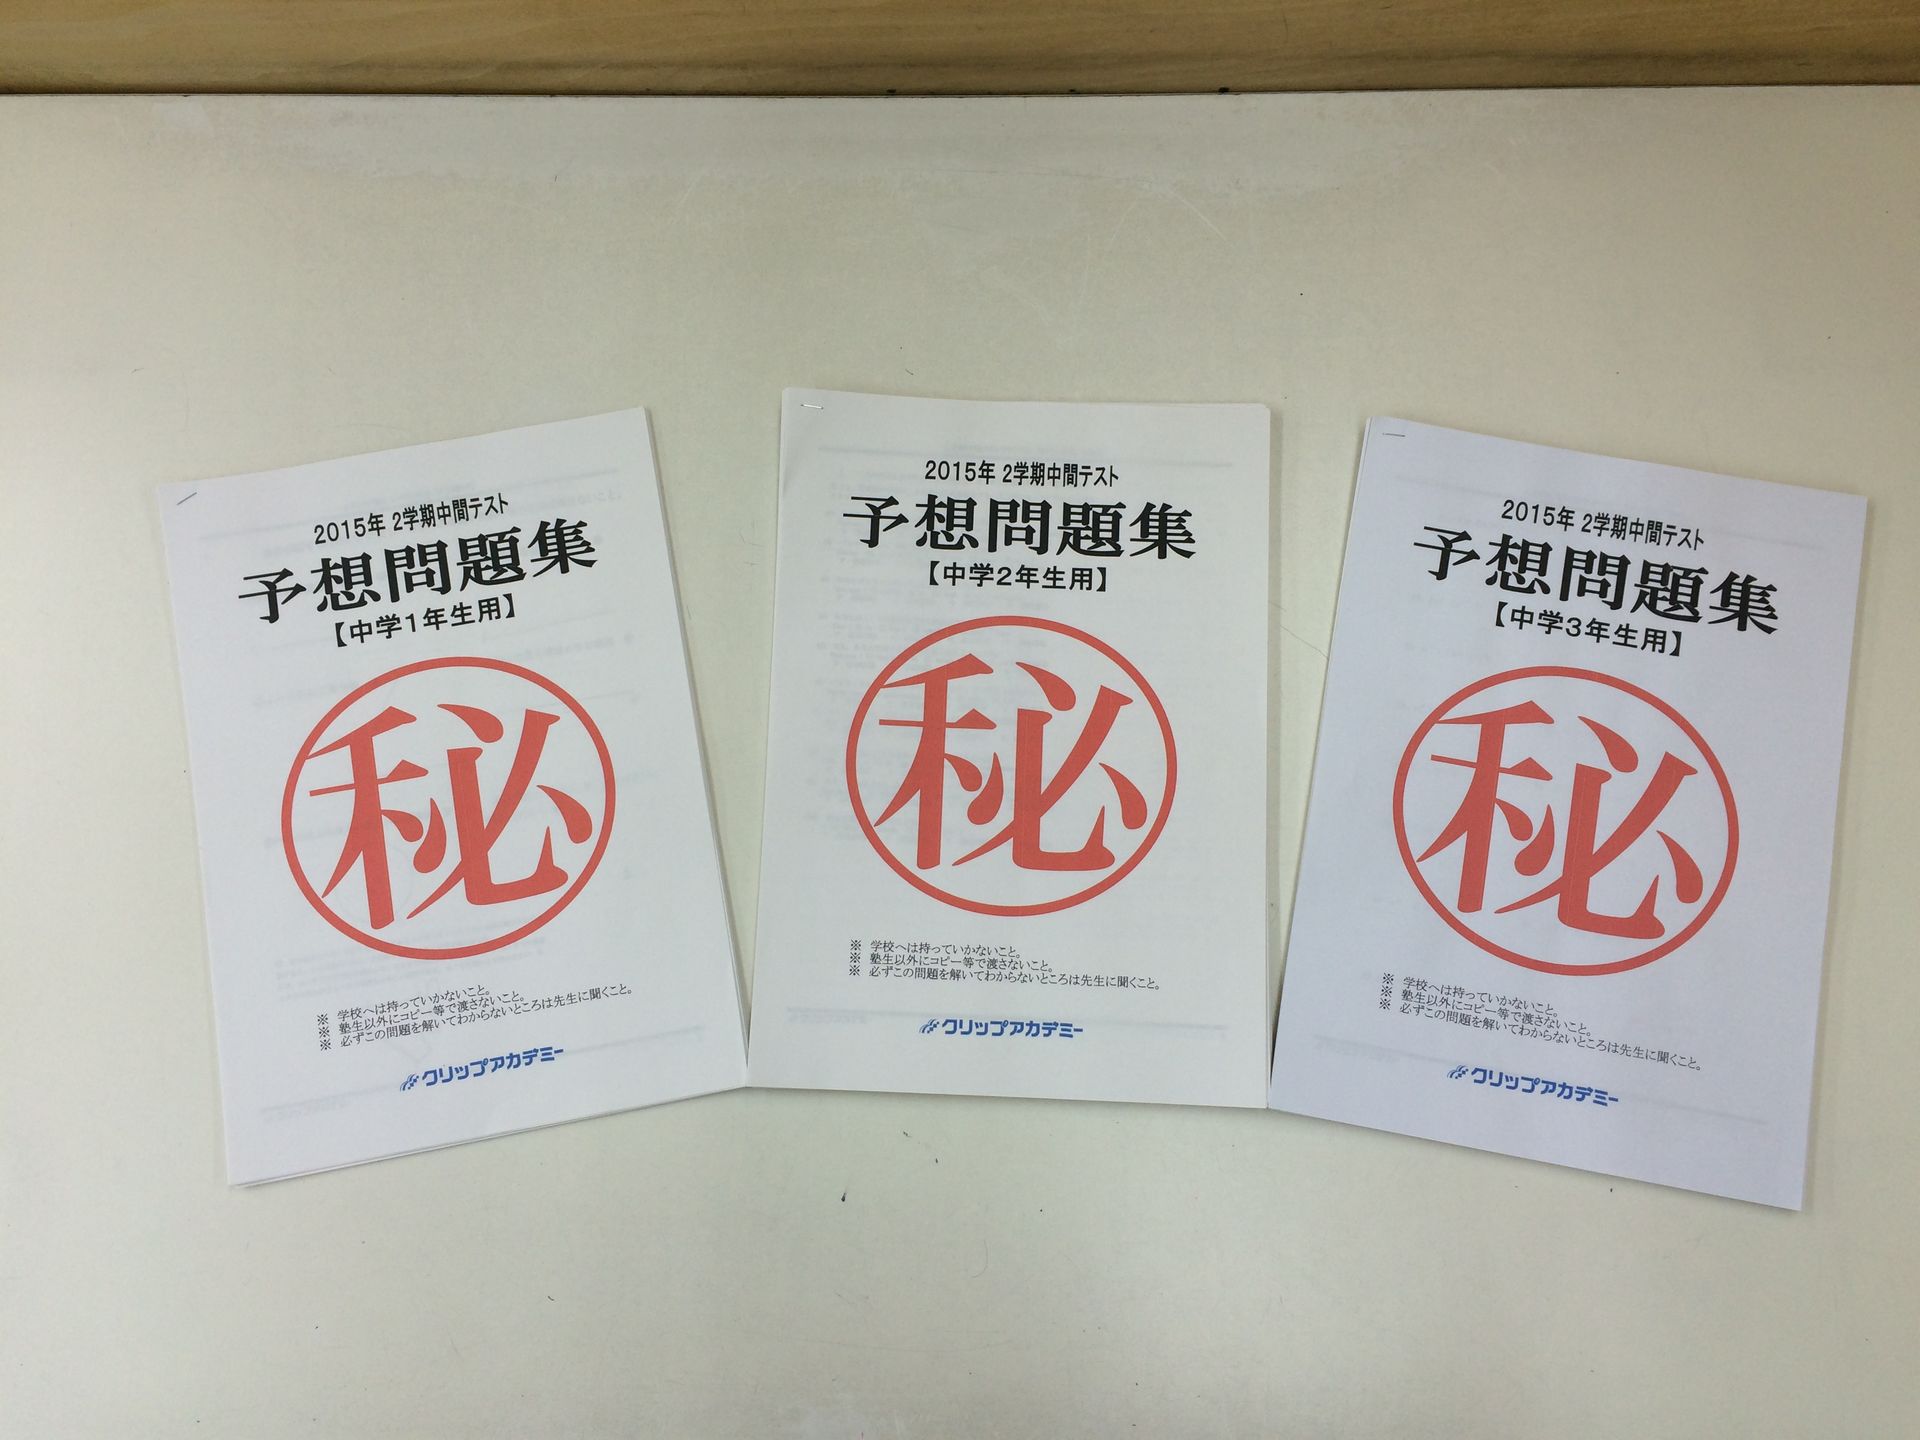 2015年 2学期中間テスト
予想問題集
【中学1年生用】
秘
※ 学校へは持っていかないこと。
※ 塾生以外にコピー等で渡さないこと。
※ 必ずこの問題を解いてわからないところは先生に聞くこと。
クリップアカデミー
2015年 2学期中間テスト
予想問題集
【中学2年生用】
秘
※ 学校へは持っていかないこと。
※ 塾生以外にコピー等で渡さないこと。
※ 必ずこの問題を解いてわからないところは先生に聞くこと。
クリップアカデミー
2015年 2学期中間テスト
予想問題集
【中学3年生用】
秘
※ 学校へは持っていかないこと。
※ 塾生以外にコピー等で渡さないこと。
※ 必ずこの問題を解いてわからないところは先生に聞くこと。
クリップアカデミー